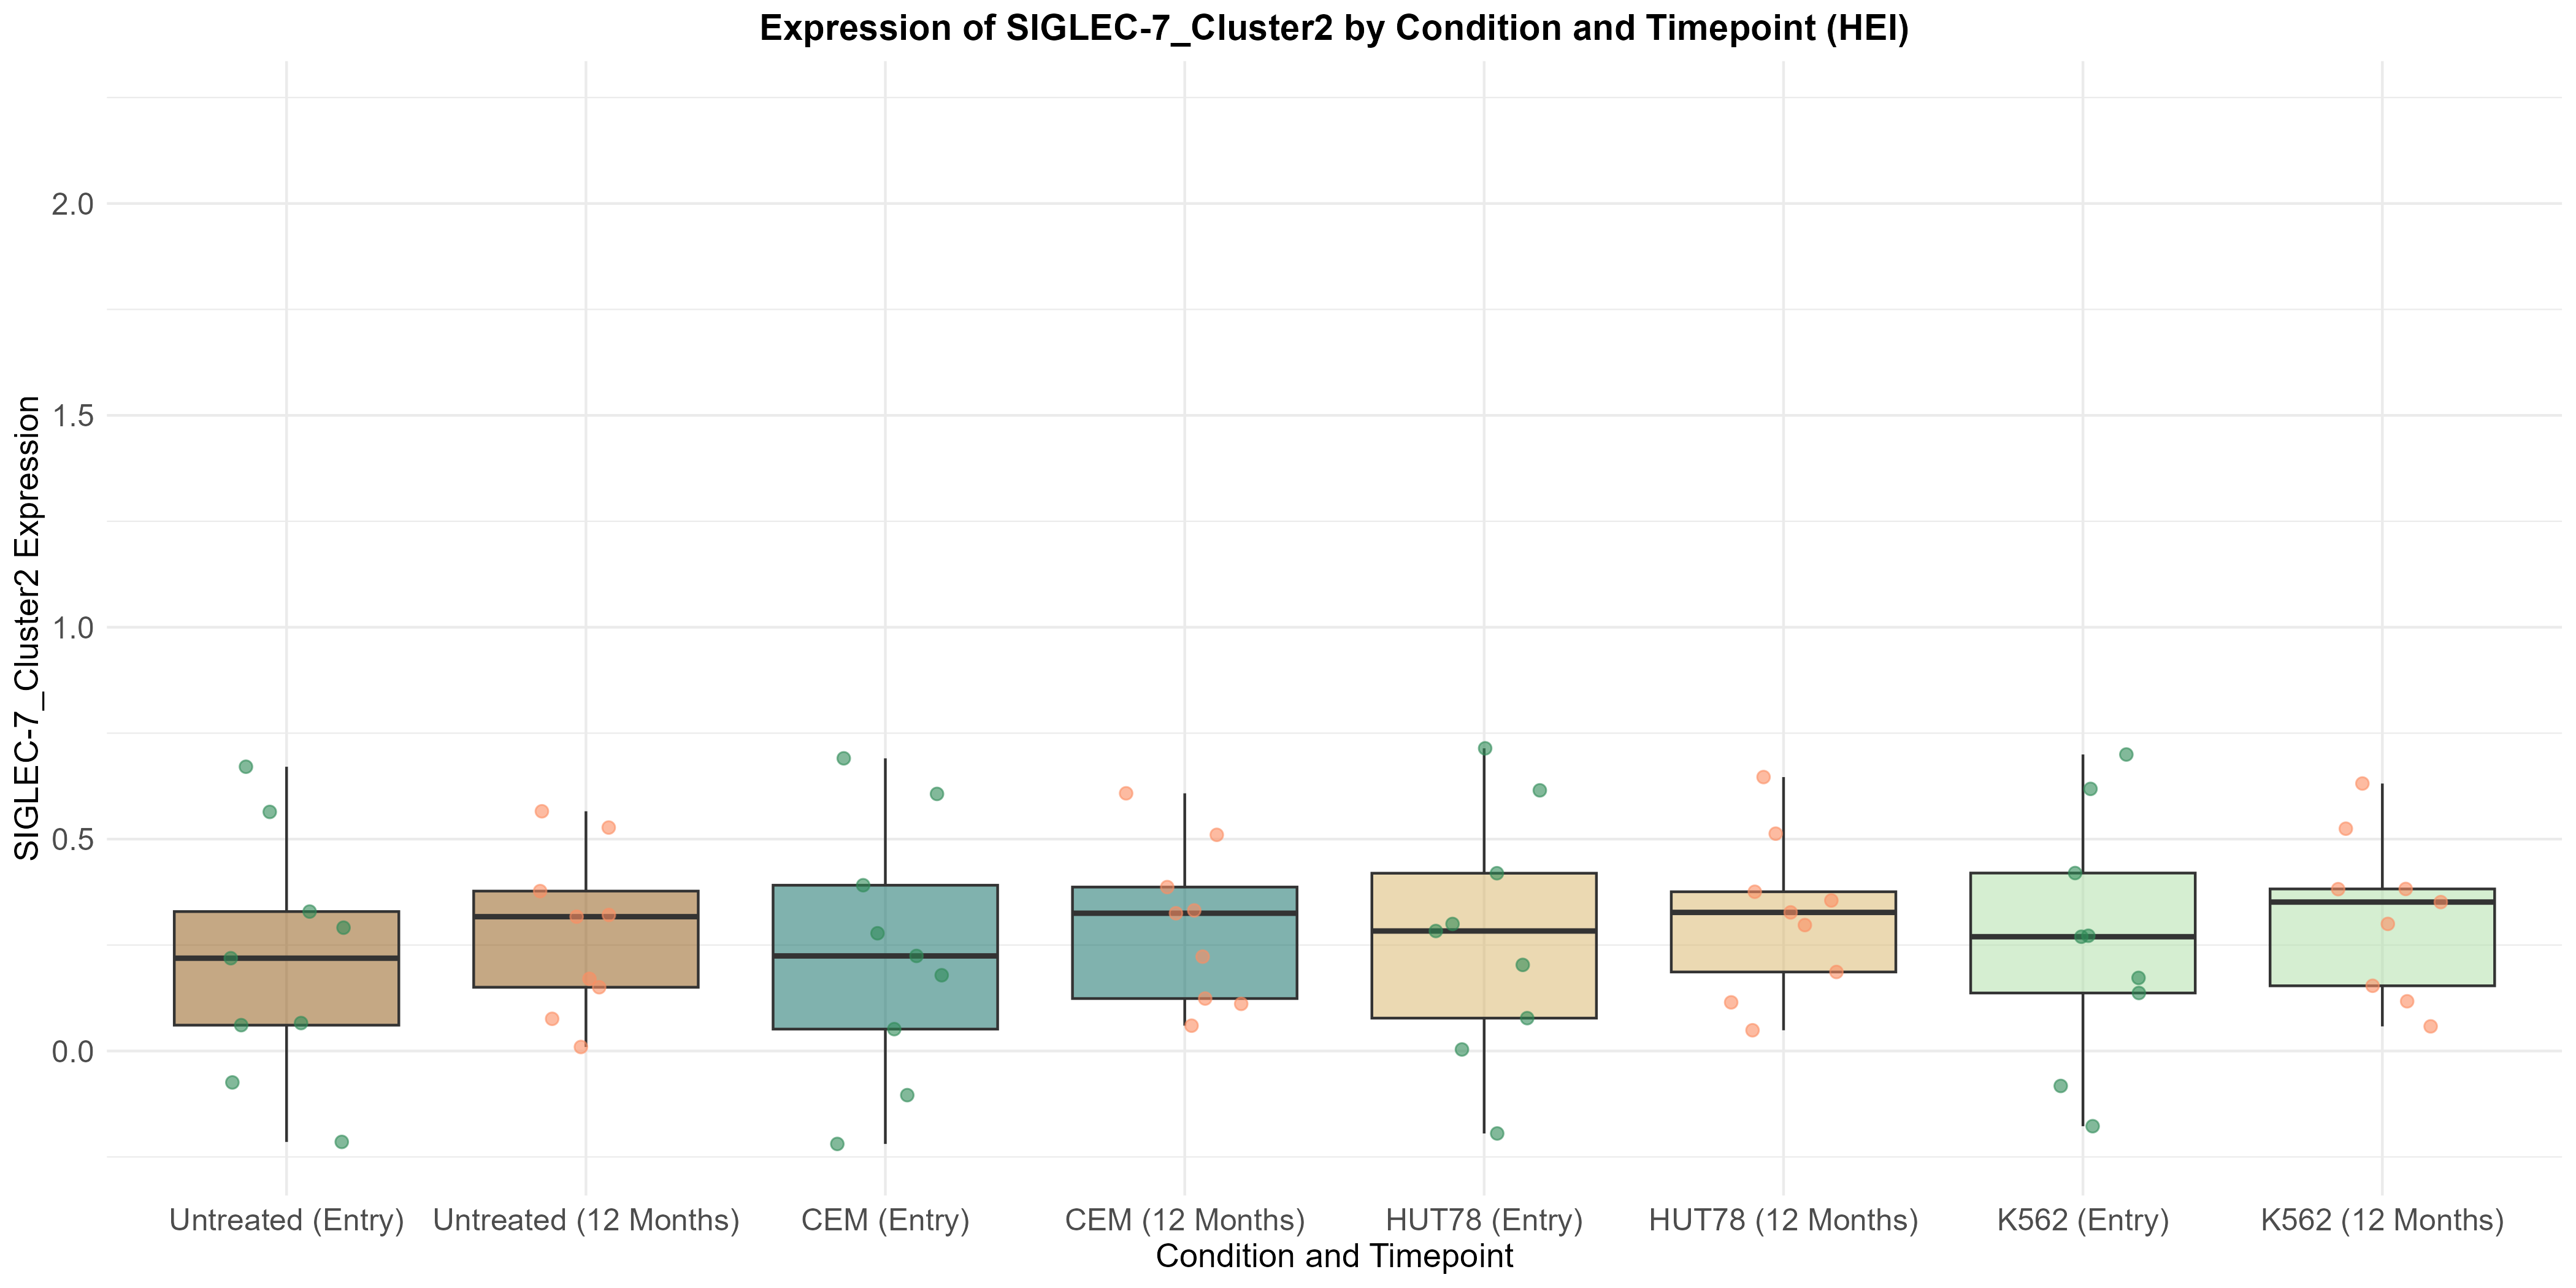 Expression of SIGLEC-7_Cluster2 by Condition and Timepoint (HEI)
SIGLEC-7_Cluster2 Expression
2.0
1.5
1.0
0.5
0.0
Untreated (Entry)
Untreated (12 Months)
CEM (Entry)
CEM (12 Months)
HUT78 (Entry)
HUT78 (12 Months)
K562 (Entry)
K562 (12 Months)
Condition and Timepoint